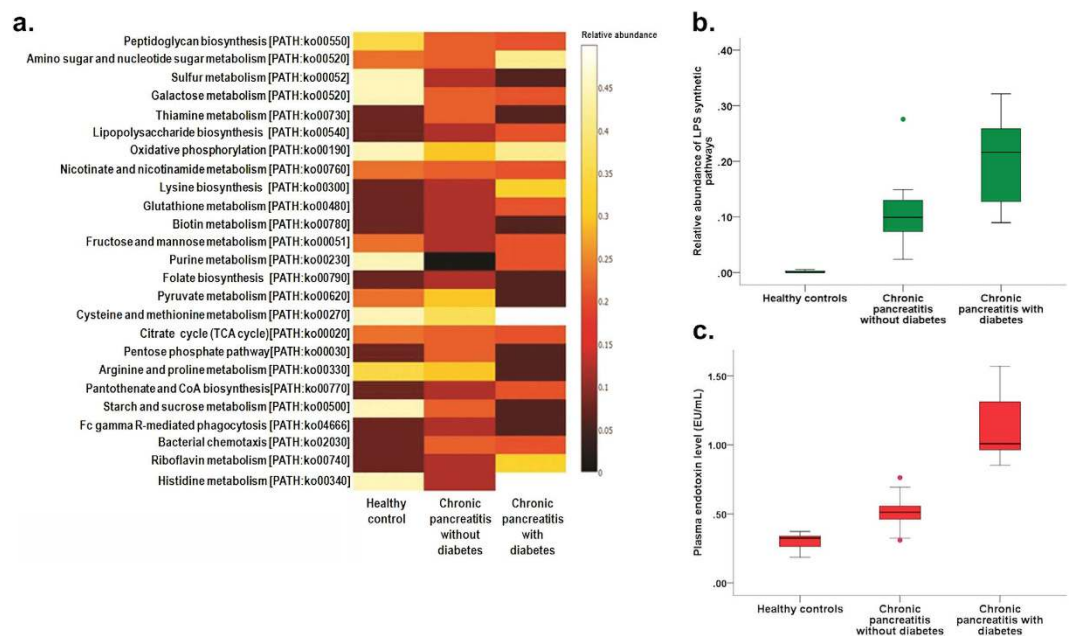 a.
Peptidoglycan biosynthesis [PATH:ko00550]
Amino sugar and nucleotide sugar metabolism [PATH:ko00520]
Sulfur metabolism [PATH:ko00052]
Galactose metabolism [PATH:ko00520]
Thiamine metabolism [PATH:ko00730]
Lipopolysaccharide biosynthesis [PATH:ko00540]
Oxidative phosphorylation [PATH:ko00190]
Nicotinate and nicotinamide metabolism [PATH:ko00760]
Lysine biosynthesis [PATH:ko00300]
Glutathione metabolism [PATH:ko00480]
Biotin metabolism [PATH:ko00780]
Fructose and mannose metabolism [PATH:ko00051]
Purine metabolism [PATH:ko00230]
Folate biosynthesis [PATH:ko00790]
Pyruvate metabolism [PATH:ko00620]
Cysteine and methionine metabolism [PATH:ko00270]
Citrate cycle (TCA cycle)[PATH:ko00020]
Pentose phosphate pathway[PATH:ko00030]
Arginine and proline metabolism [PATH:ko00330]
Pantothenate and CoA biosynthesis[PATH:ko00770]
Starch and sucrose metabolism [PATH:ko00500]
Fc gamma R-mediated phagocytosis [PATH:ko04666]
Bacterial chemotaxis [PATH:ko02030]
Riboflavin metabolism [PATH:ko00740]
Histidine metabolism [PATH:ko00340]
Healthy
control
Chronic
pancreatitis
without
diabetes
Chronic
pancreatitis
with
diabetes
Relative abundance
0.45
0.4
0.35
0.3
0.25
0.2
0.15
0.1
0.05
0
b.
Relative abundance of LPS synthetic
pathways
.30
.20
.10
.00
Healthy controls
Chronic
pancreatitis
without diabetes
Chronic
pancreatitis with
diabetes
c.
Plasma endotoxin level (EU/mL)
1.50
1.00
.50
.00
Healthy controls
Chronic
pancreatitis
without diabetes
Chronic
pancreatitis with
diabetes